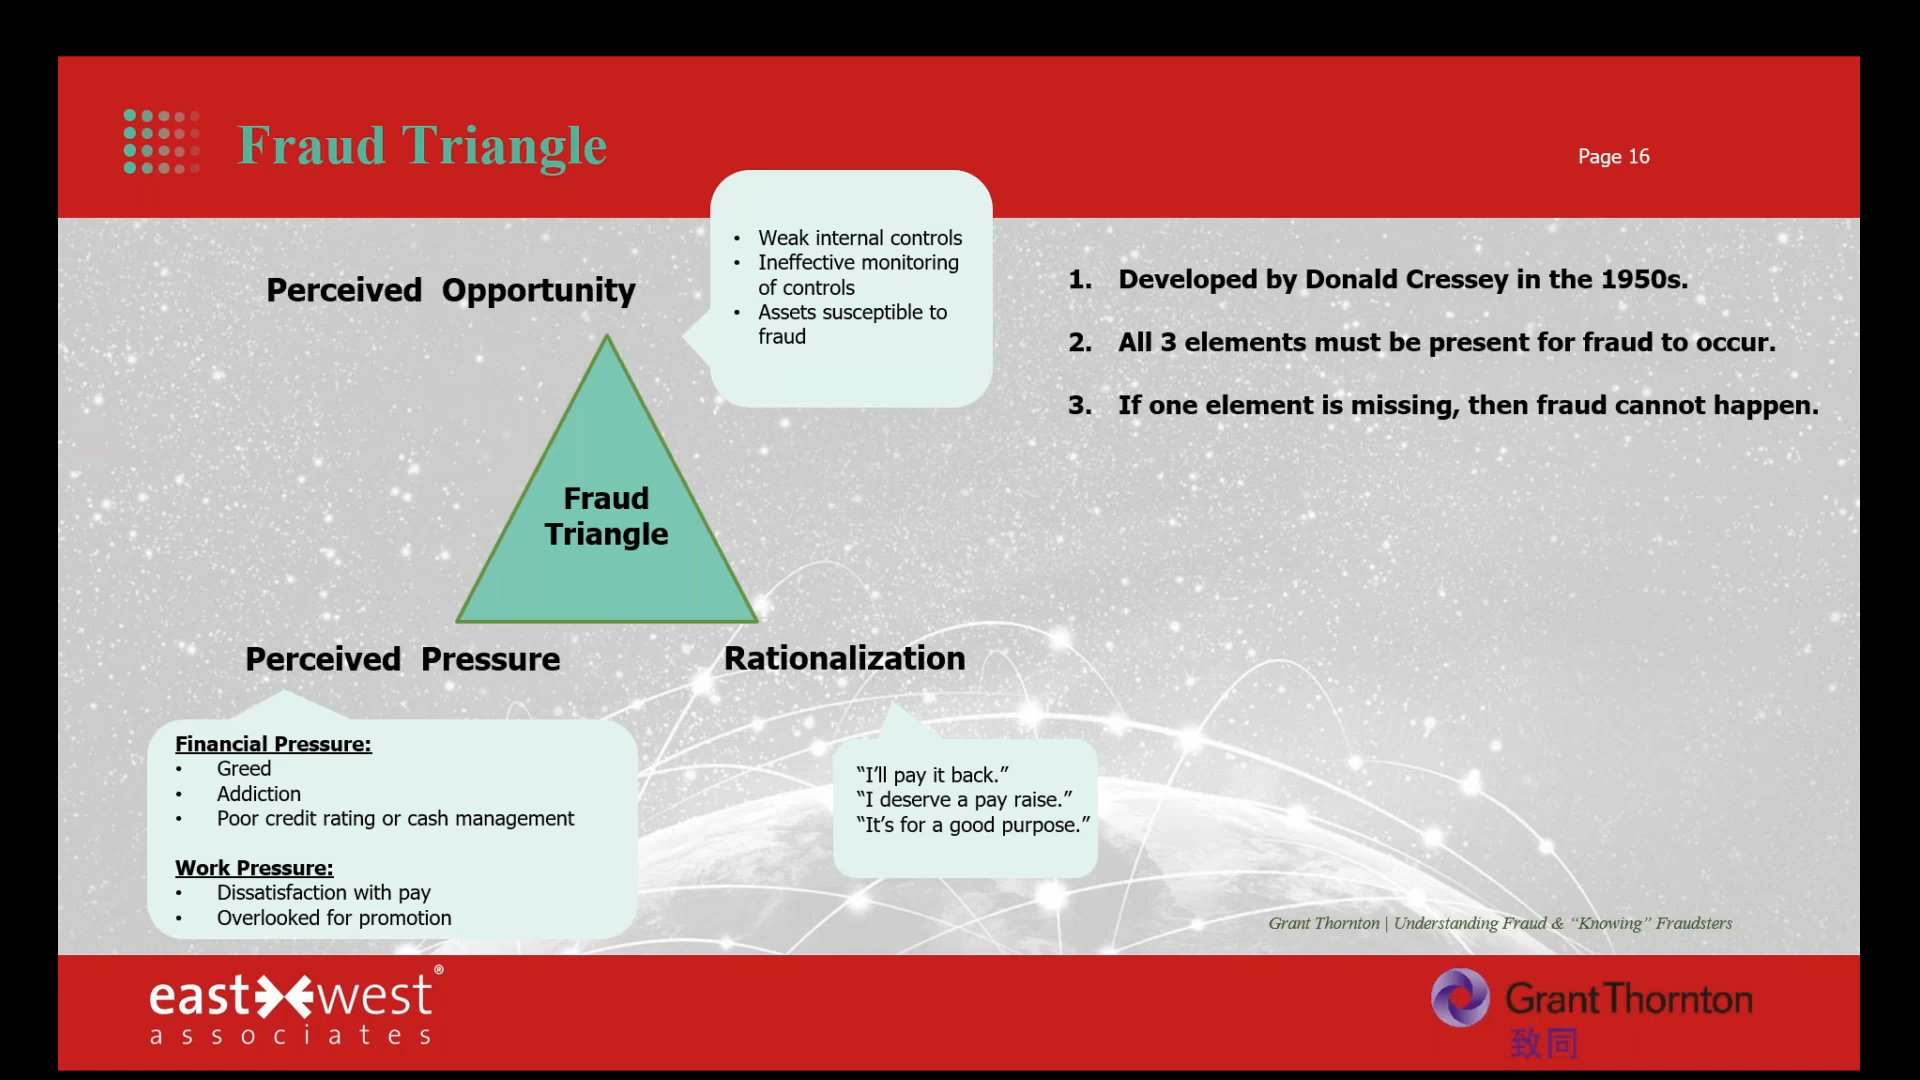 Fraud Triangle
Page 16
Perceived Opportunity
• Weak internal controls
• Ineffective monitoring
of controls
• Assets susceptible to
fraud
1. Developed by Donald Cressey in the 1950s.
2. All 3 elements must be present for fraud to occur.
3. If one element is missing, then fraud cannot happen.
Fraud
Triangle
Perceived Pressure
Rationalization
Financial Pressure:
• Greed
• Addiction
• Poor credit rating or cash management
Work Pressure:
• Dissatisfaction with pay
• Overlooked for promotion
“I’ll pay it back.”
“I deserve a pay raise.”
“It’s for a good purpose.”
Grant Thornton | Understanding Fraud & “Knowing” Fraudsters
east west®
associates
Grant Thornton
致同